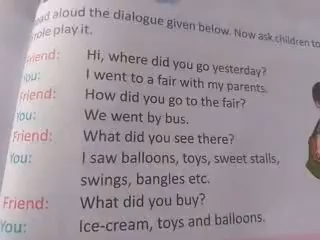 ead aloud the dialogue given below. Now ask children to
role play it.
Friend: Hi, where did you go yesterday?
You: I went to a fair with my parents.
Friend: How did you go to the fair?
You: We went by bus.
Friend: What did you see there?
You: I saw balloons, toys, sweet stalls,
swings, bangles etc.
Friend: What did you buy?
You: Ice-cream, toys and balloons.